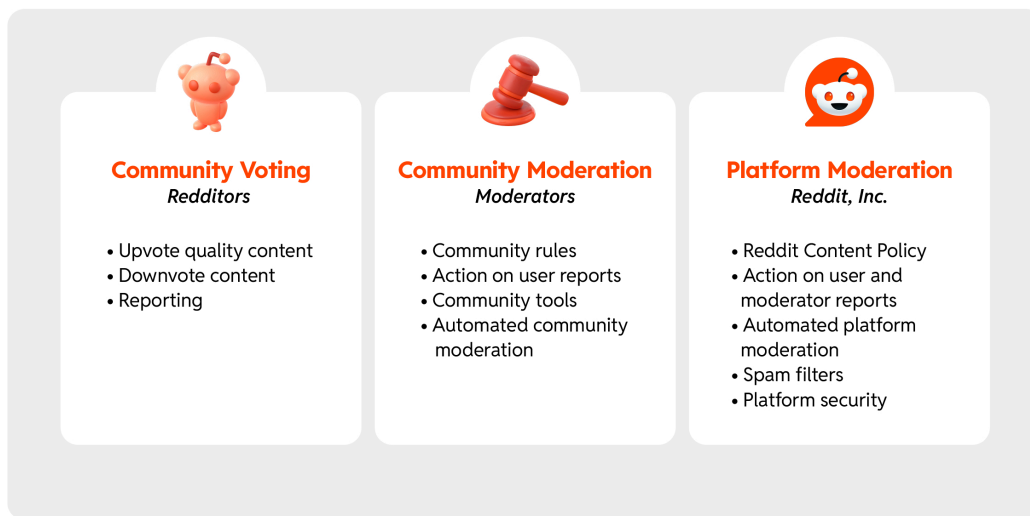 Community Voting
Redditors
• Upvote quality content
• Downvote content
• Reporting
Community Moderation
Moderators
• Community rules
• Action on user reports
• Community tools
• Automated community
moderation
Platform Moderation
Reddit, Inc.
• Reddit Content Policy
• Action on user and
moderator reports
• Automated platform
moderation
• Spam filters
• Platform security